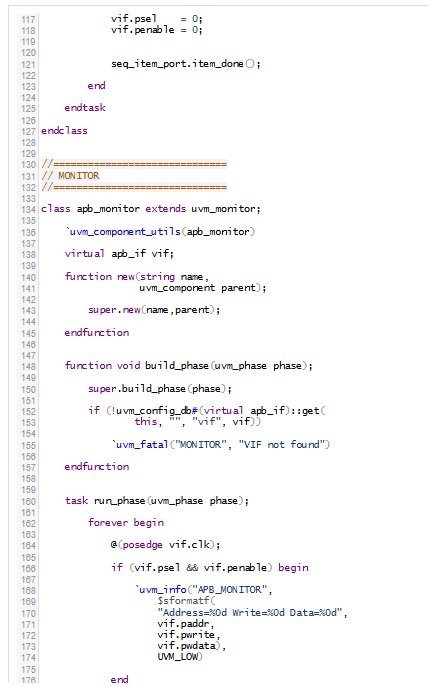 117 vif.psel    = 0;
118 vif.penable = 0;
119
120
121 seq_item_port.item_done();
122
123 end
124
125 endtask
126
127 endclass
128
129
130 //==============================
131 // MONITOR
132 //==============================
133
134 class apb_monitor extends uvm_monitor;
135
136 `uvm_component_utils(apb_monitor)
137
138 virtual apb_if vif;
139
140 function new(string name,
141 uvm_component parent);
142
143 super.new(name,parent);
144
145 endfunction
146
147
148 function void build_phase(uvm_phase phase);
149
150 super.build_phase(phase);
151
152 if (!uvm_config_db#(virtual apb_if)::get(
153 this, "", "vif", vif))
154
155 `uvm_fatal("MONITOR", "VIF not found")
156
157 endfunction
158
159
160 task run_phase(uvm_phase phase);
161
162 forever begin
163
164 @(posedge vif.clk);
165
166 if (vif.psel && vif.penable) begin
167
168 `uvm_info("APB_MONITOR",
169 $sformatf(
170 "Address=%0d Write=%0d Data=%0d",
171 vif.paddr,
172 vif.pwrite,
173 vif.pwdata),
174 UVM_LOW)
175
176 end